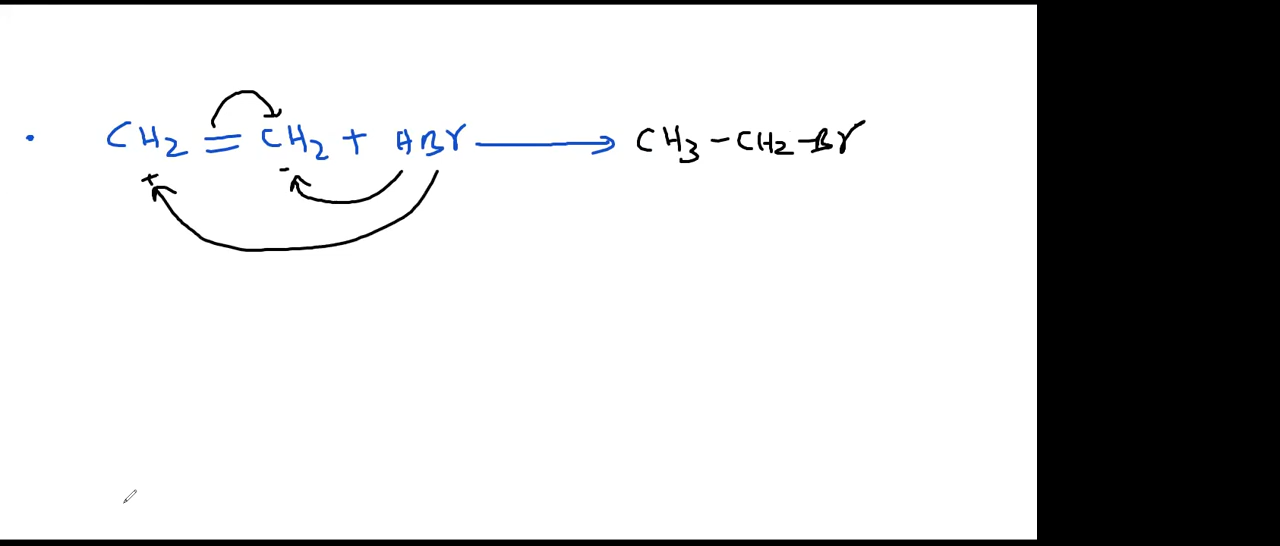 • CH2 = CH2 + HBr ⟶ CH3-CH2-Br
+ -